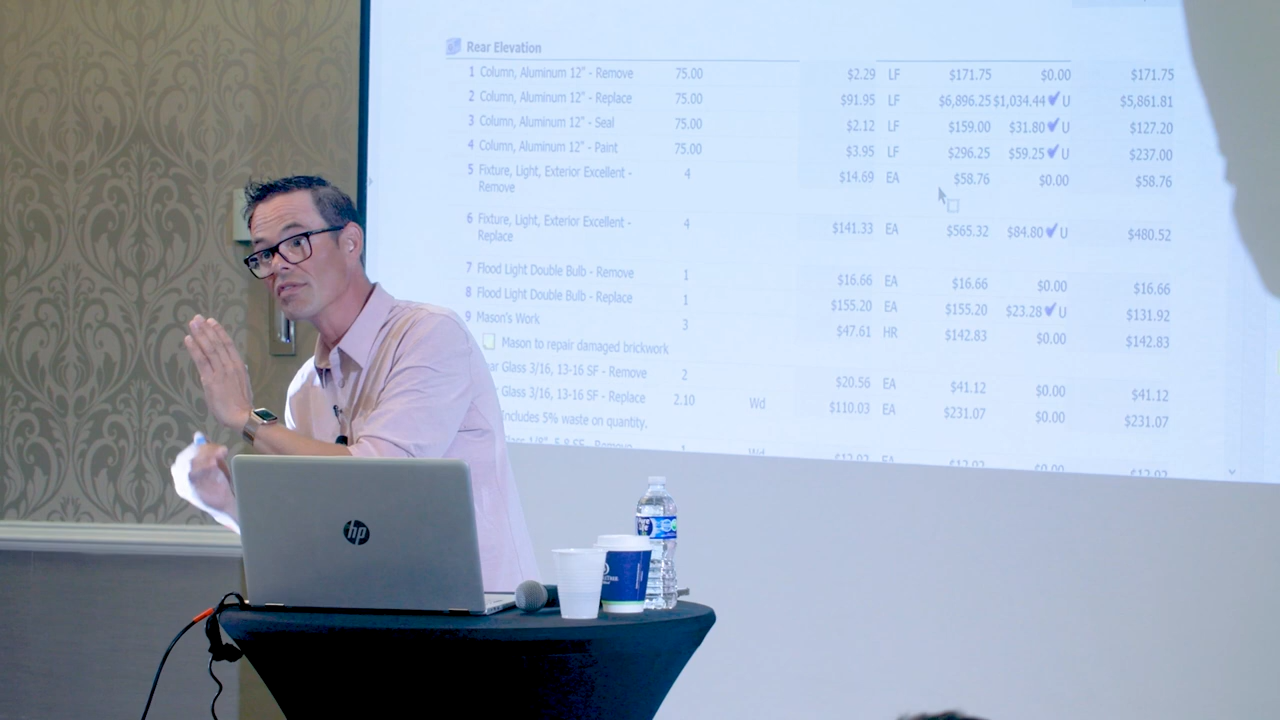 Rear Elevation
1 Column, Aluminum 12" - Remove 75.00 $2.29 LF $171.75 $0.00 $171.75
2 Column, Aluminum 12" - Replace 75.00 $91.95 LF $6,896.25 $1,034.44 ✔U $5,861.81
3 Column, Aluminum 12" - Seal 75.00 $2.12 LF $159.00 $31.80 ✔U $127.20
4 Column, Aluminum 12" - Paint 75.00 $3.95 LF $296.25 $59.25 ✔U $237.00
5 Fixture, Light, Exterior Excellent - 4 $14.69 EA $58.76 $0.00 $58.76
Remove
6 Fixture, Light, Exterior Excellent - 4 $141.33 EA $565.32 $84.80 ✔U $480.52
Replace
7 Flood Light Double Bulb - Remove 1 $16.66 EA $16.66 $0.00 $16.66
8 Flood Light Double Bulb - Replace 1 $155.20 EA $155.20 $23.28 ✔U $131.92
9 Mason's Work 3 $47.61 HR $142.83 $0.00 $142.83
Mason to repair damaged brickwork
Glass 3/16, 13-16 SF - Remove 2 $20.56 EA $41.12 $0.00 $41.12
Glass 3/16, 13-16 SF - Replace 2.10 Wd $110.03 EA $231.07 $0.00 $231.07
Includes 5% waste on quantity,
hp